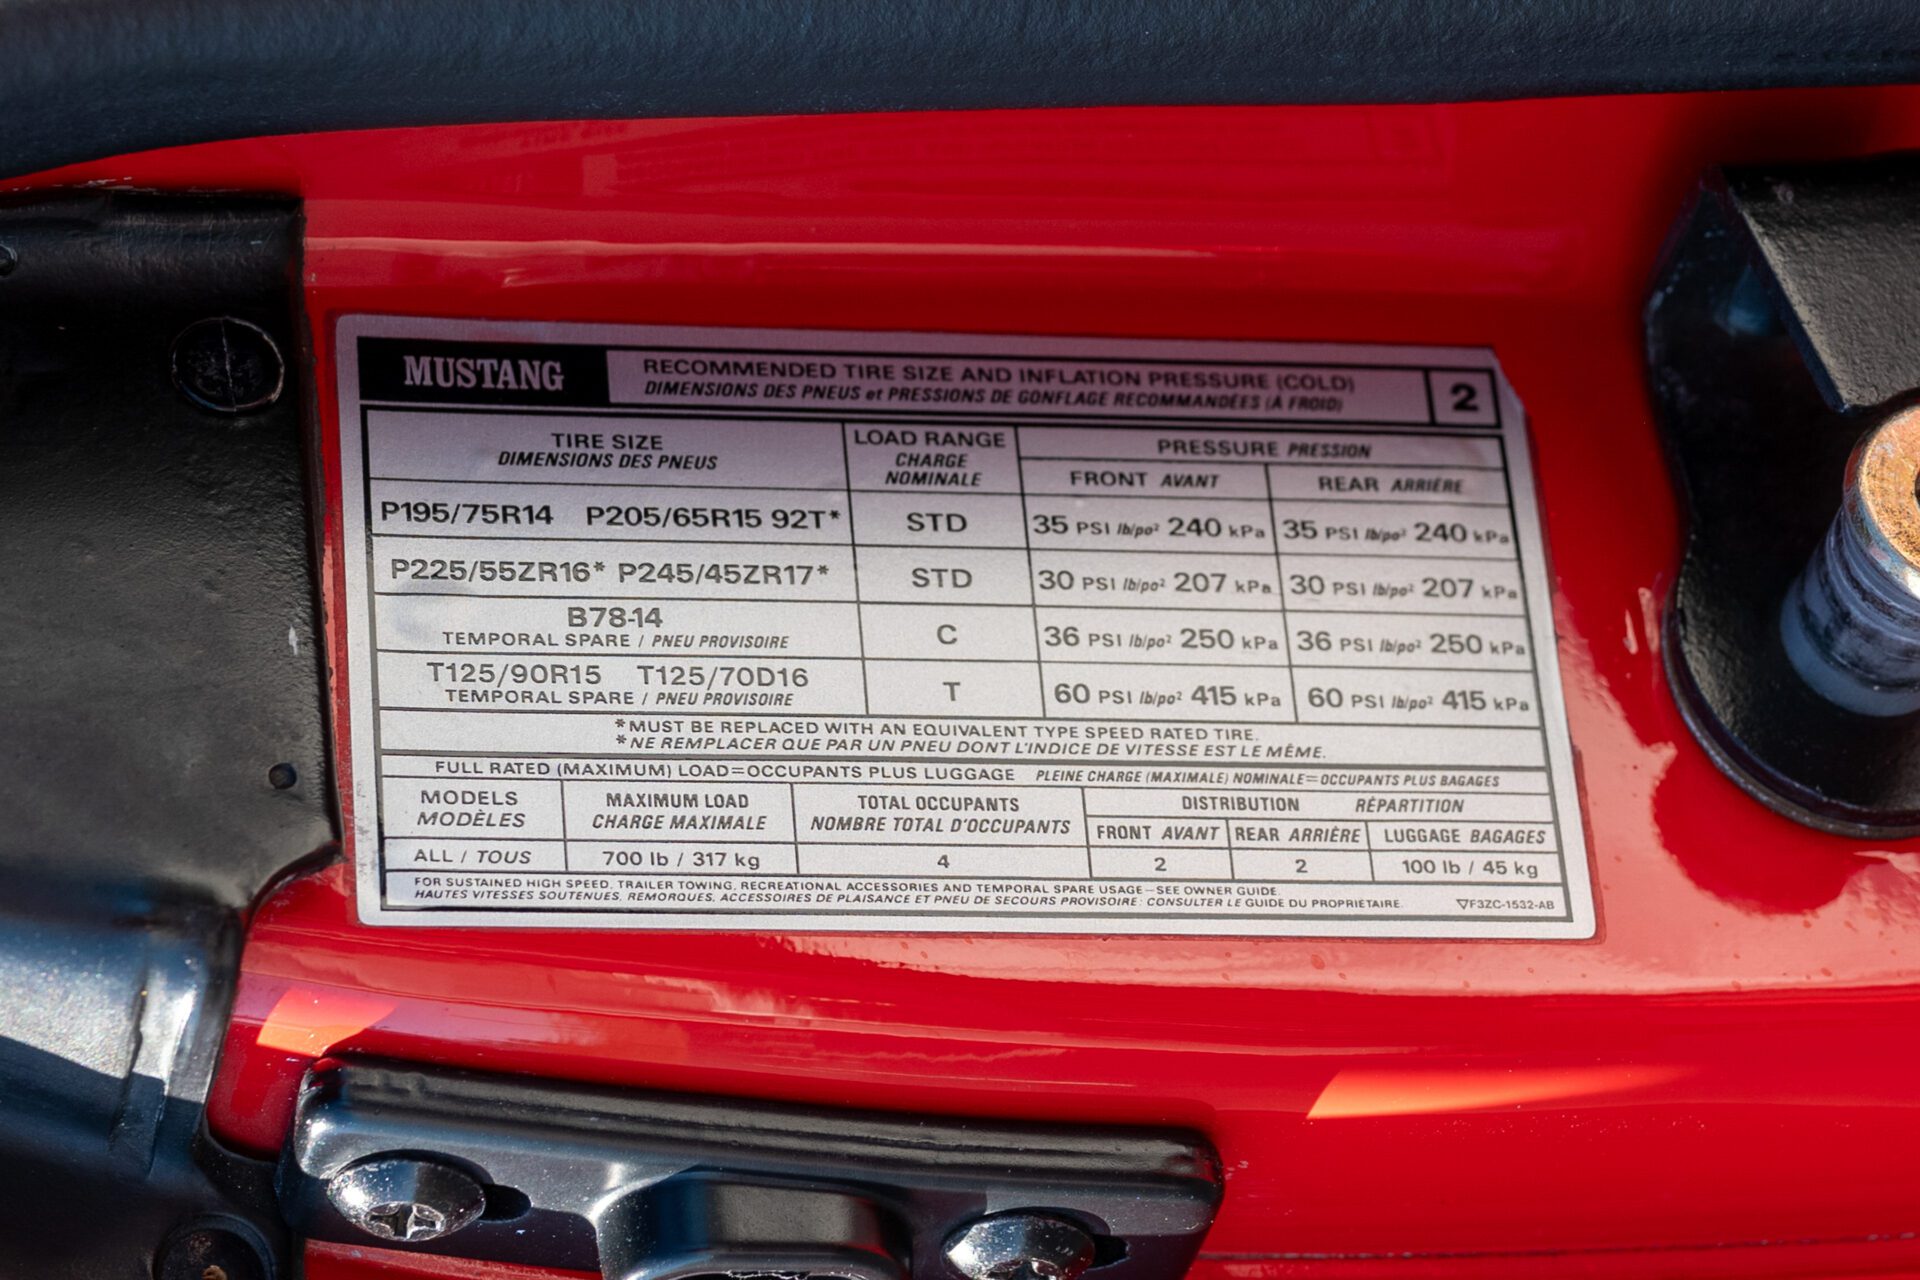 MUSTANG
RECOMMENDED TIRE SIZE AND INFLATION PRESSURE (COLD)
DIMENSIONS DES PNEUS et PRESSIONS DE GONFLAGE RECOMMANDÉES (À FROID)
2
TIRE SIZE
DIMENSIONS DES PNEUS
LOAD RANGE
CHARGE
NOMINALE
PRESSURE PRESSION
FRONT AVANT
REAR ARRIÈRE
P195/75R14 P205/65R15 92T* STD 35 PSI lb/po² 240 kPa 35 PSI lb/po² 240 kPa
P225/55ZR16* P245/45ZR17* STD 30 PSI lb/po² 207 kPa 30 PSI lb/po² 207 kPa
B78-14
TEMPORAL SPARE / PNEU PROVISOIRE
C 36 PSI lb/po² 250 kPa 36 PSI lb/po² 250 kPa
T125/90R15 T125/70D16
TEMPORAL SPARE / PNEU PROVISOIRE
T 60 PSI lb/po² 415 kPa 60 PSI lb/po² 415 kPa
*MUST BE REPLACED WITH AN EQUIVALENT TYPE SPEED RATED TIRE.
*NE REMPLACER QUE PAR UN PNEU DONT L'INDICE DE VITESSE EST LE MÊME.
FULL RATED (MAXIMUM) LOAD=OCCUPANTS PLUS LUGGAGE PLEINE CHARGE (MAXIMALE) NOMINALE=OCCUPANTS PLUS BAGAGES
MODELS
MODÈLES
MAXIMUM LOAD
CHARGE MAXIMALE
TOTAL OCCUPANTS
NOMBRE TOTAL D'OCCUPANTS
DISTRIBUTION RÉPARTITION
FRONT AVANT REAR ARRIÈRE LUGGAGE BAGAGES
ALL / TOUS 700 lb / 317 kg 4 2 2 100 lb / 45 kg
FOR SUSTAINED HIGH SPEED, TRAILER TOWING, RECREATIONAL ACCESSORIES AND TEMPORAL SPARE USAGE—SEE OWNER GUIDE.
HAUTES VITESSES SOUTENUES, REMORQUES, ACCESSOIRES DE PLAISANCE ET PNEU DE SECOURS PROVISOIRE: CONSULTER LE GUIDE DU PROPRIÉTAIRE.
▽F3ZC-1532-AB